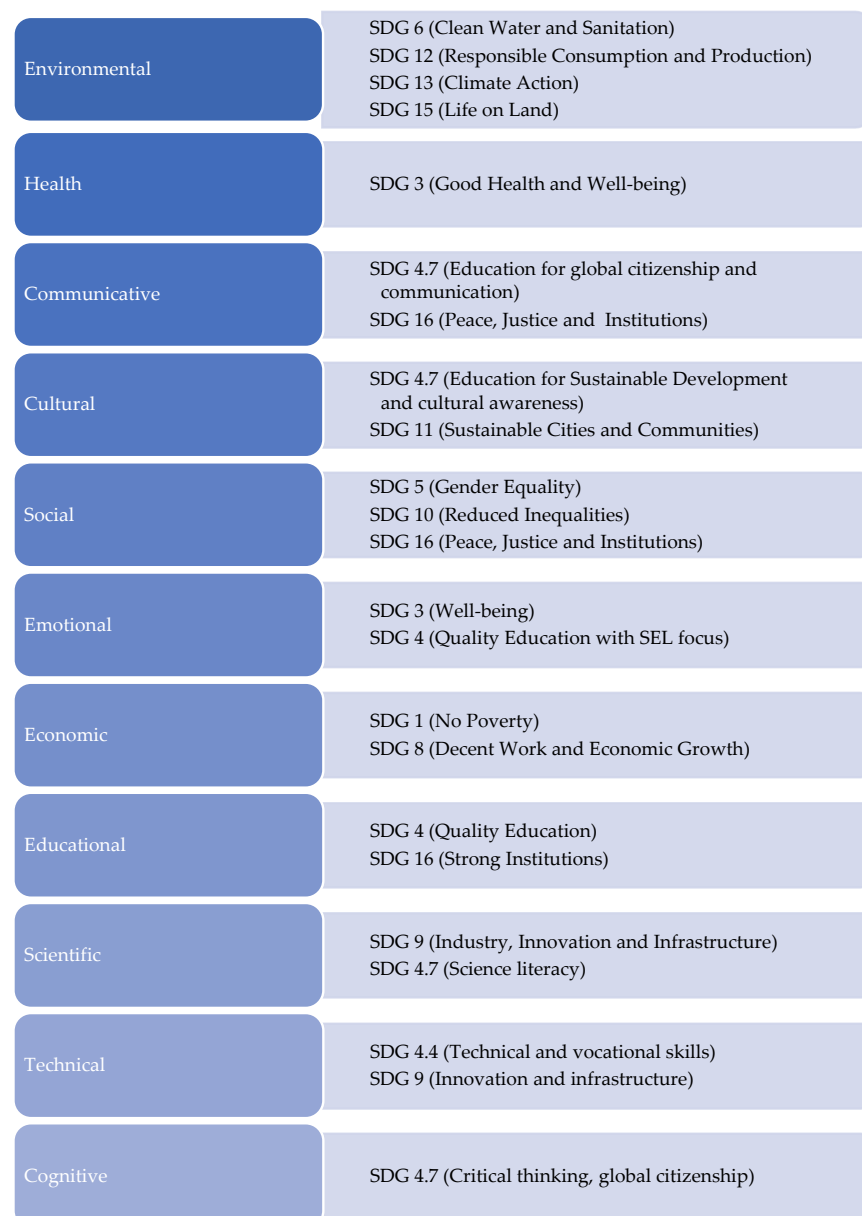 Environmental
SDG 6 (Clean Water and Sanitation)
SDG 12 (Responsible Consumption and Production)
SDG 13 (Climate Action)
SDG 15 (Life on Land)
Health
SDG 3 (Good Health and Well-being)
Communicative
SDG 4.7 (Education for global citizenship and
communication)
SDG 16 (Peace, Justice and Institutions)
Cultural
SDG 4.7 (Education for Sustainable Development
and cultural awareness)
SDG 11 (Sustainable Cities and Communities)
Social
SDG 5 (Gender Equality)
SDG 10 (Reduced Inequalities)
SDG 16 (Peace, Justice and Institutions)
Emotional
SDG 3 (Well-being)
SDG 4 (Quality Education with SEL focus)
Economic
SDG 1 (No Poverty)
SDG 8 (Decent Work and Economic Growth)
Educational
SDG 4 (Quality Education)
SDG 16 (Strong Institutions)
Scientific
SDG 9 (Industry, Innovation and Infrastructure)
SDG 4.7 (Science literacy)
Technical
SDG 4.4 (Technical and vocational skills)
SDG 9 (Innovation and infrastructure)
Cognitive
SDG 4.7 (Critical thinking, global citizenship)